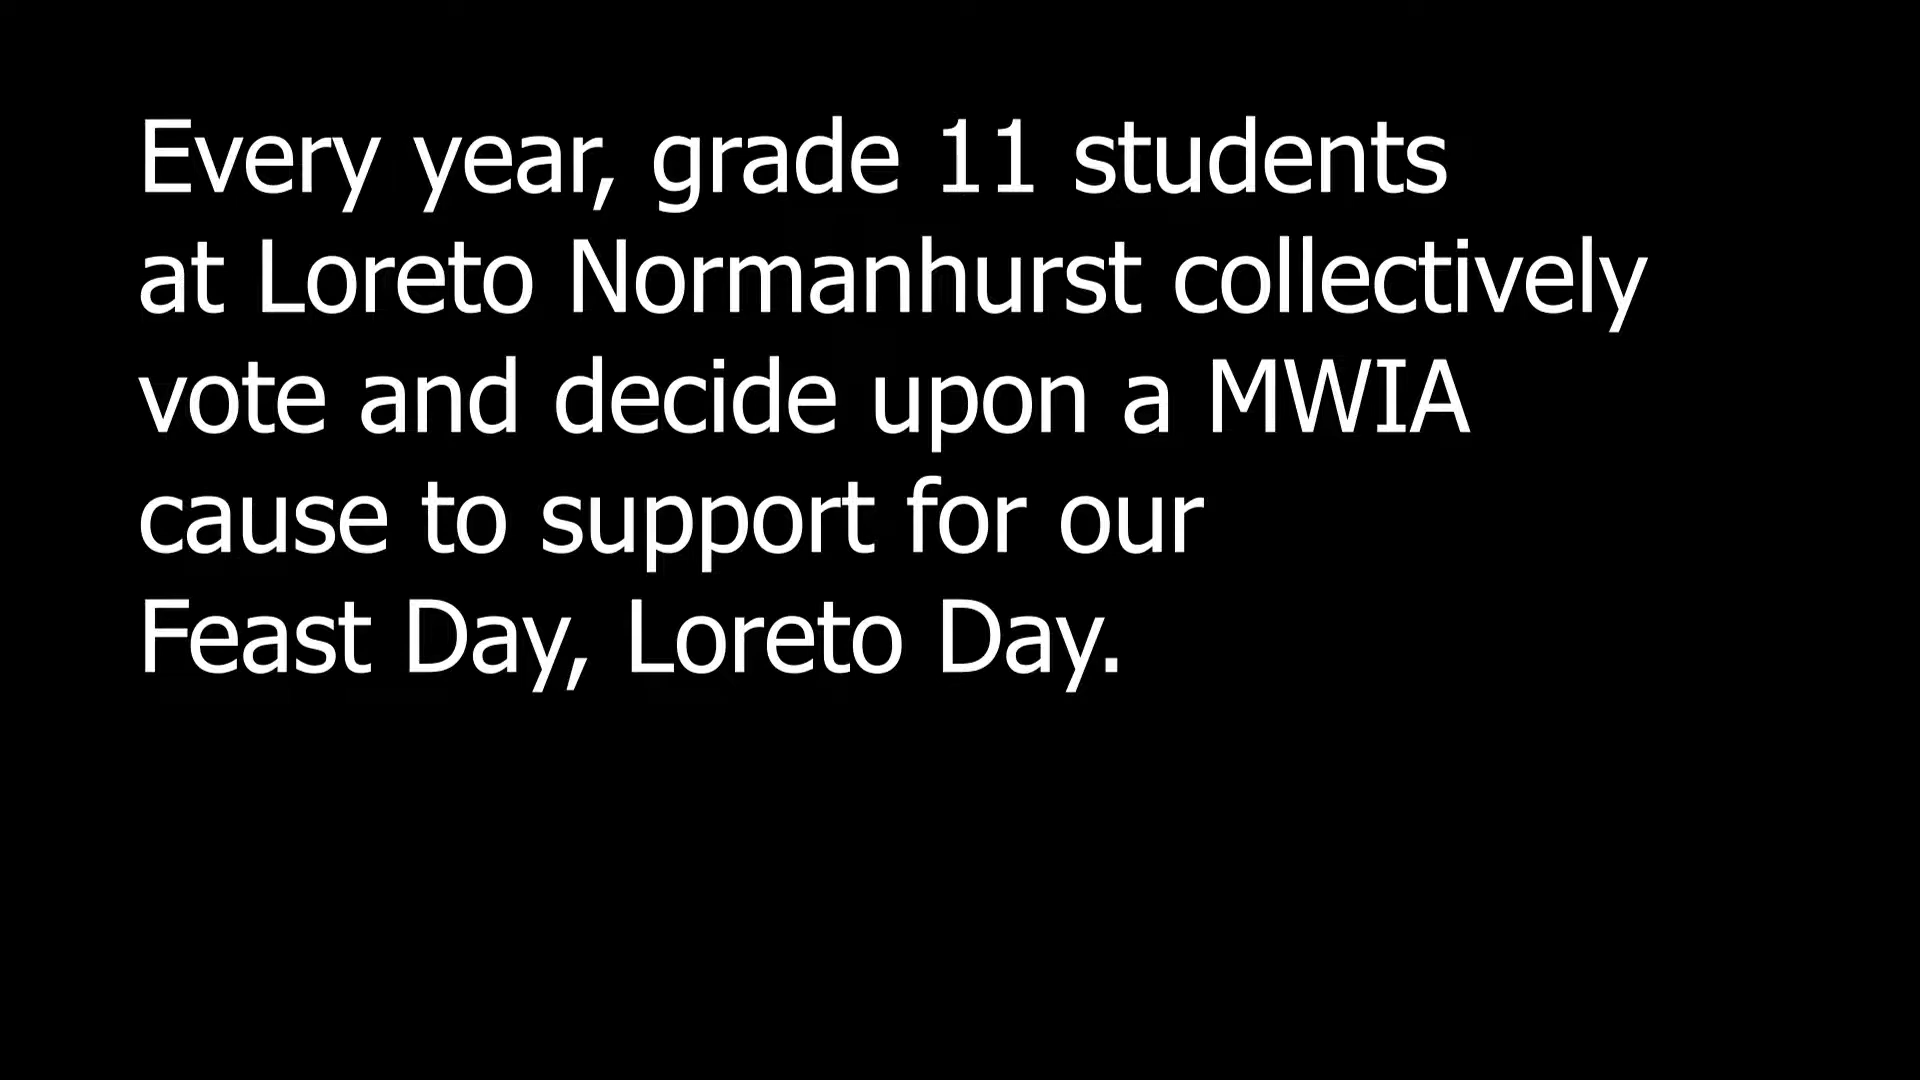 Every year, grade 11 students
at Loreto Normanhurst collectively
vote and decide upon a MWIA
cause to support for our
Feast Day, Loreto Day.